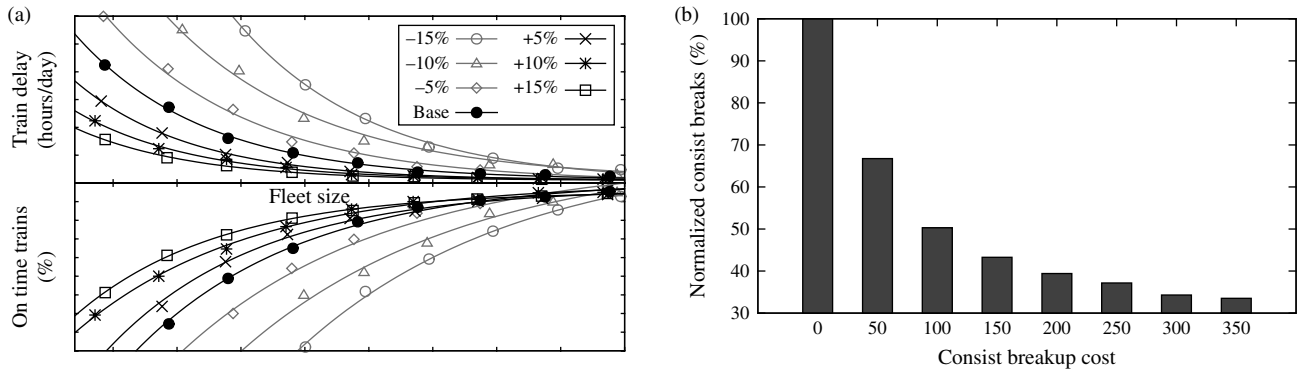 (a)
Train delay
(hours/day)
–15%
–10%
–5%
Base
+5%
+10%
+15%
Fleet size
On time trains
(%)
(b)
Normalized consist breaks (%)
100
90
80
70
60
50
40
30
0 50 100 150 200 250 300 350
Consist breakup cost